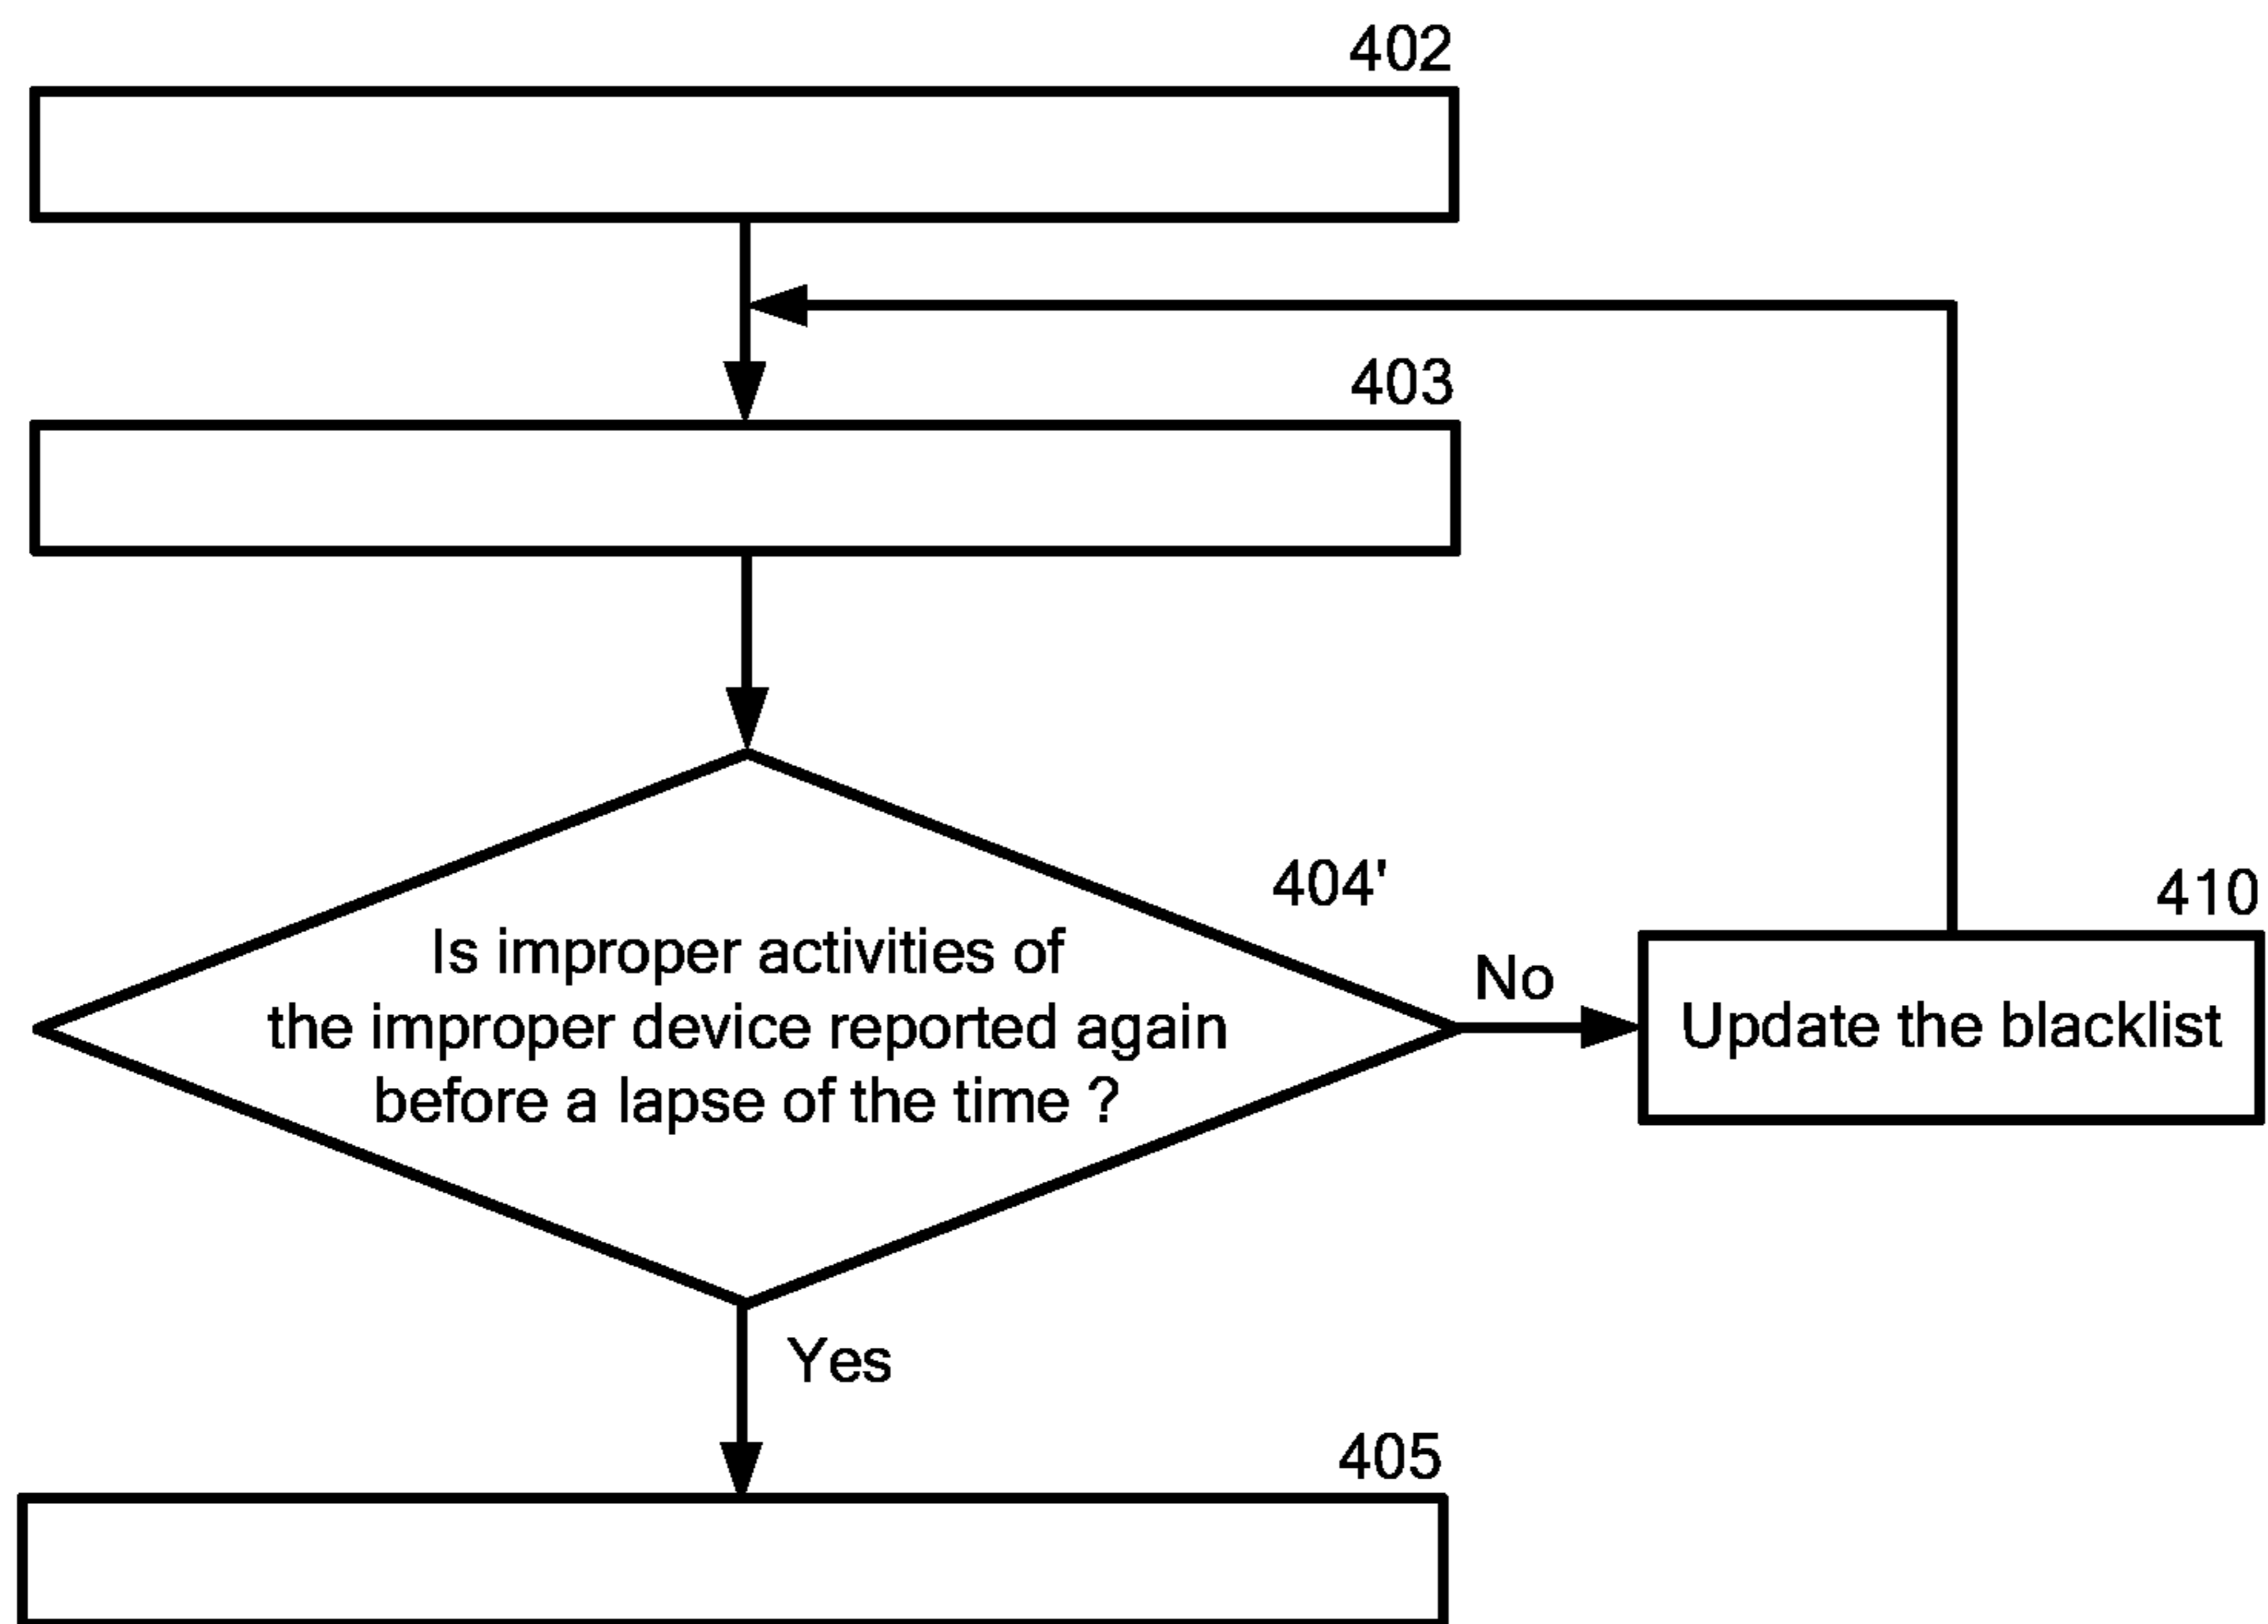 402
403
404'
Is improper activities of
the improper device reported again
before a lapse of the time ?
No
410
Update the blacklist
Yes
405